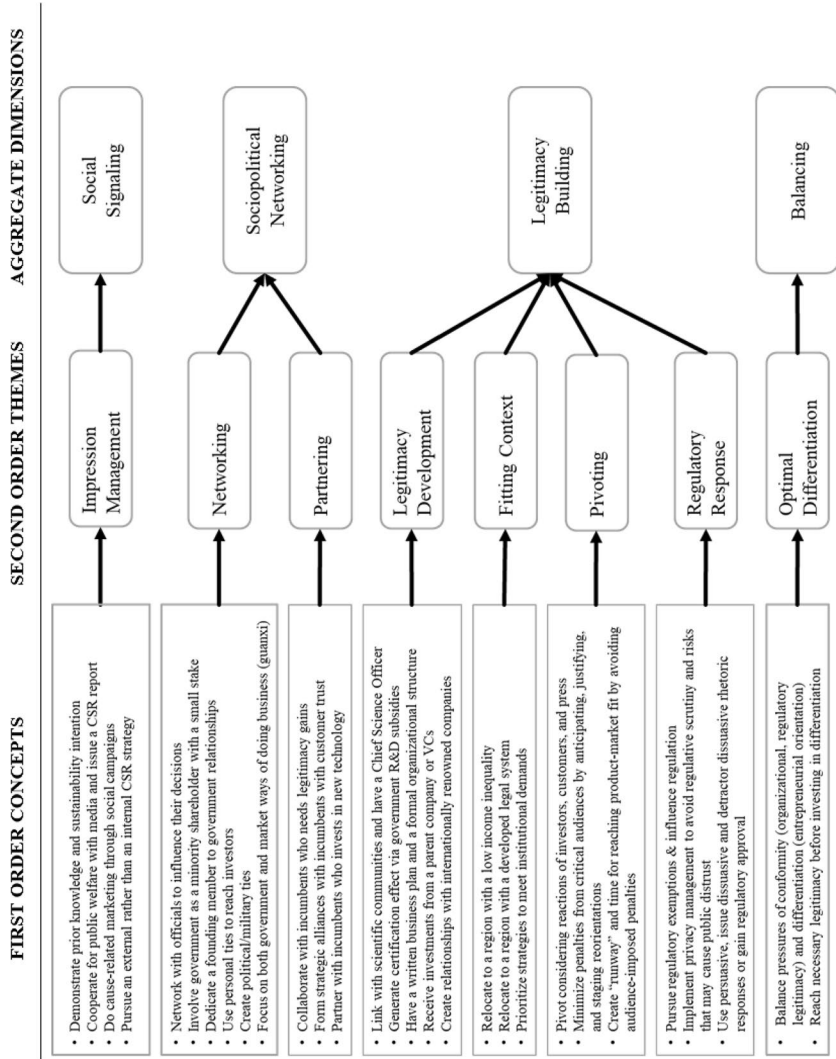 FIRST ORDER CONCEPTS
SECOND ORDER THEMES
AGGREGATE DIMENSIONS
• Demonstrate prior knowledge and sustainability intention
• Cooperate for public welfare with media and issue a CSR report
• Do cause-related marketing through social campaigns
• Pursue an external rather than an internal CSR strategy
Impression
Management
Social
Signaling
• Network with officials to influence their decisions
• Involve government as a minority shareholder with a small stake
• Dedicate a founding member to government relationships
• Use personal ties to reach investors
• Create political/military ties
• Focus on both government and market ways of doing business (guanxi)
Networking
Sociopolitical
Networking
• Collaborate with incumbents who needs legitimacy gains
• Form strategic alliances with incumbents with customer trust
• Partner with incumbents who invests in new technology
Partnering
• Link with scientific communities and have a Chief Science Officer
• Generate certification effect via government R&D subsidies
• Have a written business plan and a formal organizational structure
• Receive investments from a parent company or VCs
• Create relationships with internationally renowned companies
Legitimacy
Development
• Relocate to a region with a low income inequality
• Relocate to a region with a developed legal system
• Prioritize strategies to meet institutional demands
Fitting Context
Legitimacy
Building
• Pivot considering reactions of investors, customers, and press
• Minimize penalties from critical audiences by anticipating, justifying,
and staging reorientations
• Create “runway” and time for reaching product-market fit by avoiding
audience-imposed penalties
Pivoting
• Pursue regulatory exemptions & influence regulation
• Implement privacy management to avoid regulative scrutiny and risks
that may cause public distrust
• Use persuasive, issue dissuasive and detractor dissuasive rhetoric
responses or gain regulatory approval
Regulatory
Response
• Balance pressures of conformity (organizational, regulatory
legitimacy) and differentiation (entrepreneurial orientation)
• Reach necessary legitimacy before investing in differentiation
Optimal
Differentiation
Balancing